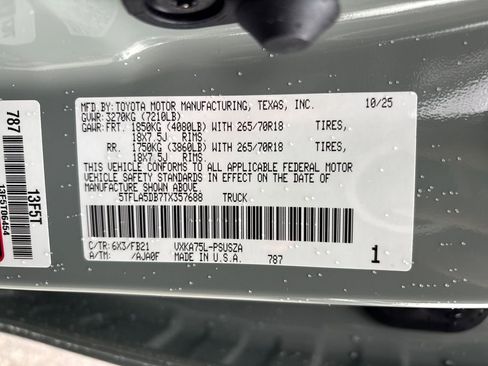 MFD.BY: TOYOTA MOTOR MANUFACTURING, TEXAS, INC. 10/25
GVWR: 3270KG (7210LB)
GAWR: FRT. 1850KG (4080LB) WITH 265/70R18 TIRES,
18X7.5J RIMS.
RR. 1750KG (3860LB) WITH 265/70R18 TIRES,
18X7.5J RIMS.
THIS VEHICLE CONFORMS TO ALL APPLICABLE FEDERAL MOTOR
VEHICLE SAFETY STANDARDS IN EFFECT ON THE DATE OF
MANUFACTURE SHOWN ABOVE.
5TFLA5DB7TX357688 TRUCK
C/TR: 6X3/FB21 VXKA75L-PSUSZA
A/TM: /AJA0F MADE IN U.S.A. 787 1
787
13F5T
13F5T06454